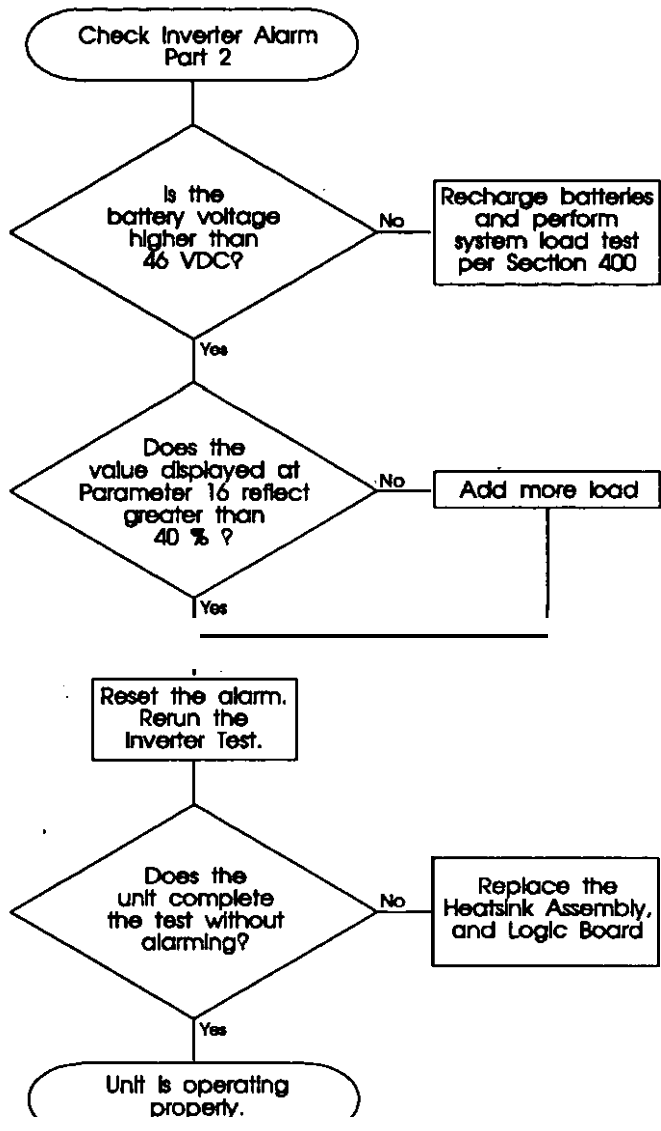 Check Inverter Alarm
Part 2
Is the
battery voltage
higher than
46 VDC?
No
Recharge batteries
and perform
system load test
per Section 400
Yes
Does the
value displayed at
Parameter 16 reflect
greater than
40 % ?
No
Add more load
Yes
Reset the alarm.
Rerun the
Inverter Test.
Does the
unit complete
the test without
alarming?
No
Replace the
Heatsink Assembly,
and Logic Board
Yes
Unit is operating
properly.